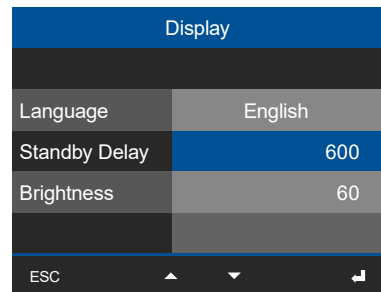 Display
Language English
Standby Delay 600
Brightness 60
ESC